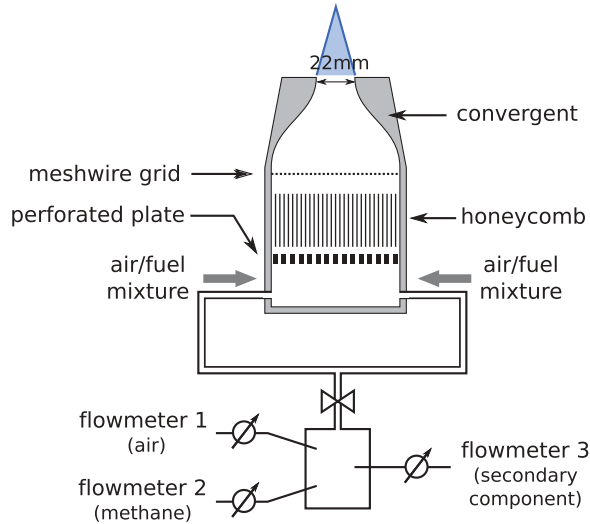 22mm
convergent
meshwire grid
perforated plate
honeycomb
air/fuel
mixture
air/fuel
mixture
flowmeter 1
(air)
flowmeter 2
(methane)
flowmeter 3
(secondary
component)